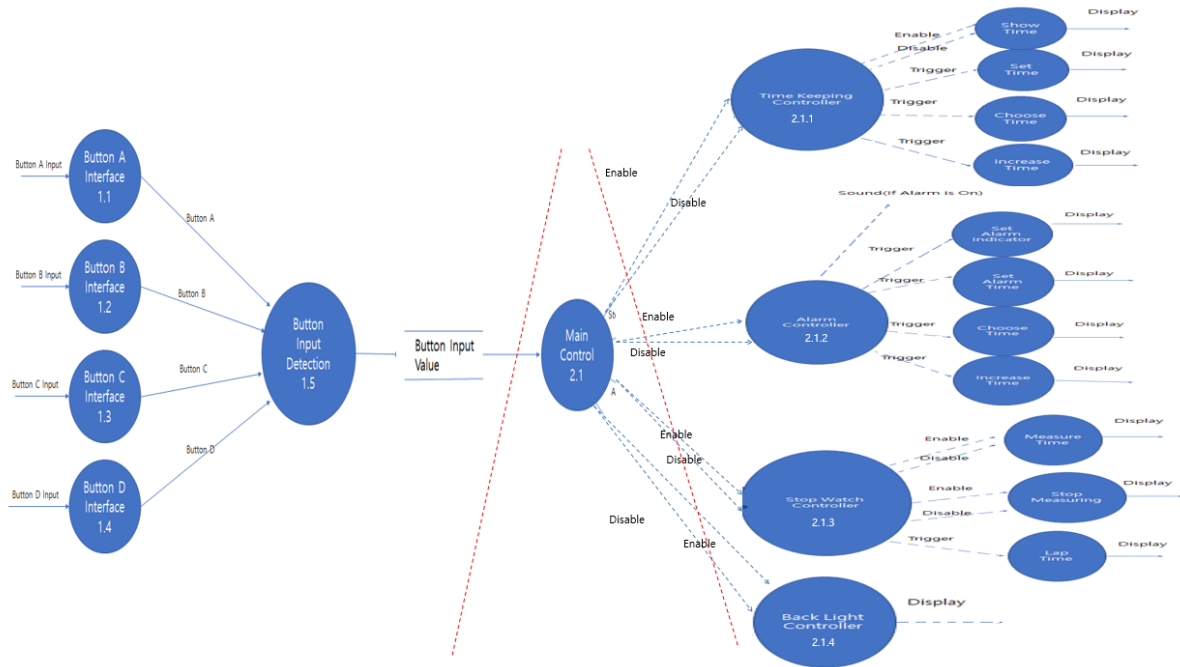 Button A Input
Button A
Interface
1.1
Button A
Button B Input
Button B
Interface
1.2
Button B
Button C Input
Button C
Interface
1.3
Button C
Button D Input
Button D
Interface
1.4
Button D
Button
Input
Detection
1.5
Button Input
Value
Main
Control
2.1
A
Enable
Disable
Enable
Disable
Enable
Disable
Disable
Enable
Time Keeping
Controller
2.1.1
Enable
Disable
Trigger
Trigger
Trigger
Show
Time
Display
Set
Time
Display
Choose
Time
Display
Increase
Time
Display
Sound(if Alarm is On)
Alarm
Controller
2.1.2
Trigger
Trigger
Trigger
Trigger
Set
Alarm
Indicator
Display
Set
Alarm
Time
Display
Choose
Time
Display
Increase
Time
Display
Stop Watch
Controller
2.1.3
Enable
Disable
Enable
Disable
Trigger
Measure
Time
Display
Stop
Measuring
Display
Lap
Time
Display
Back Light
Controller
2.1.4
Display